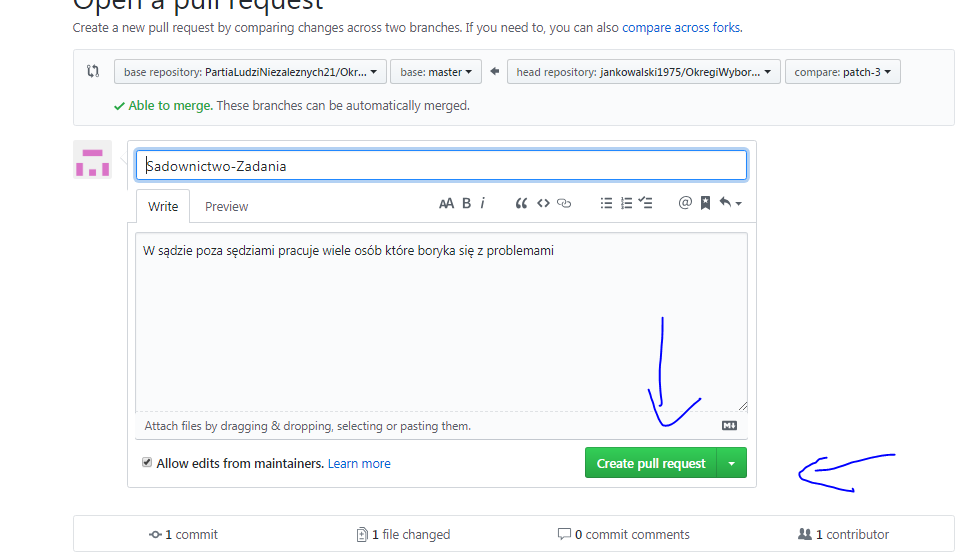 Open a pull request
Create a new pull request by comparing changes across two branches. If you need to, you can also compare across forks.
base repository: PartiaLudziNiezaleznych21/Okr... base: master head repository: jankowalski1975/OkregiWybor... compare: patch-3
Able to merge. These branches can be automatically merged.
Sadownictwo-Zadania
Write Preview AA B i @
W sądzie poza sędziami pracuje wiele osób które boryka się z problemami
Attach files by dragging & dropping, selecting or pasting them. M↓
Allow edits from maintainers. Learn more Create pull request
1 commit 1 file changed 0 commit comments 1 contributor